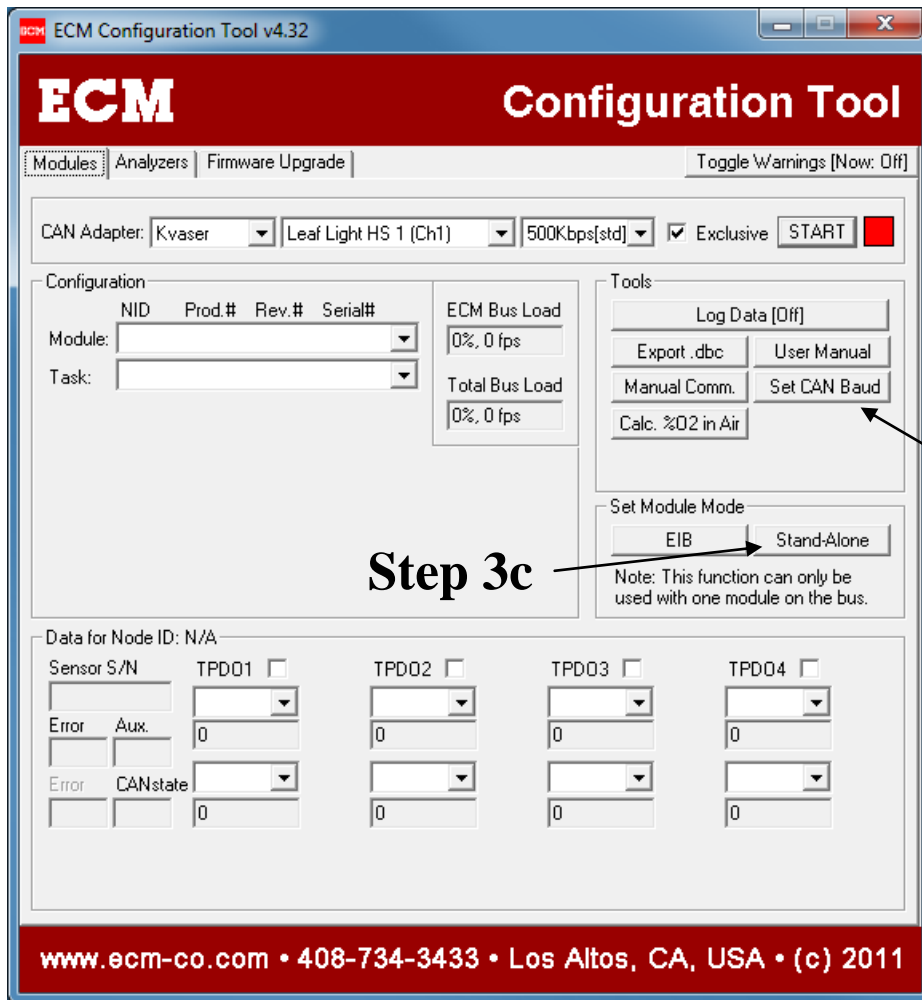 ECM ECM Configuration Tool v4.32
ECM Configuration Tool
Modules Analyzers Firmware Upgrade Toggle Warnings [Now: Off]
CAN Adapter: Kvaser Leaf Light HS 1 (Ch1) 500Kbps[std] Exclusive START
Configuration
NID Prod.# Rev.# Serial#
Module:
Task:
ECM Bus Load
0%, 0 fps
Total Bus Load
0%, 0 fps
Tools
Log Data [Off]
Export .dbc User Manual
Manual Comm. Set CAN Baud
Calc. %O2 in Air
Set Module Mode
EIB Stand-Alone
Step 3c
Note: This function can only be
used with one module on the bus.
Data for Node ID: N/A
Sensor S/N TPDO1 TPDO2 TPDO3 TPDO4
Error Aux.
0 0 0 0
Error CANstate
0 0 0 0
www.ecm-co.com • 408-734-3433 • Los Altos, CA, USA • (c) 2011